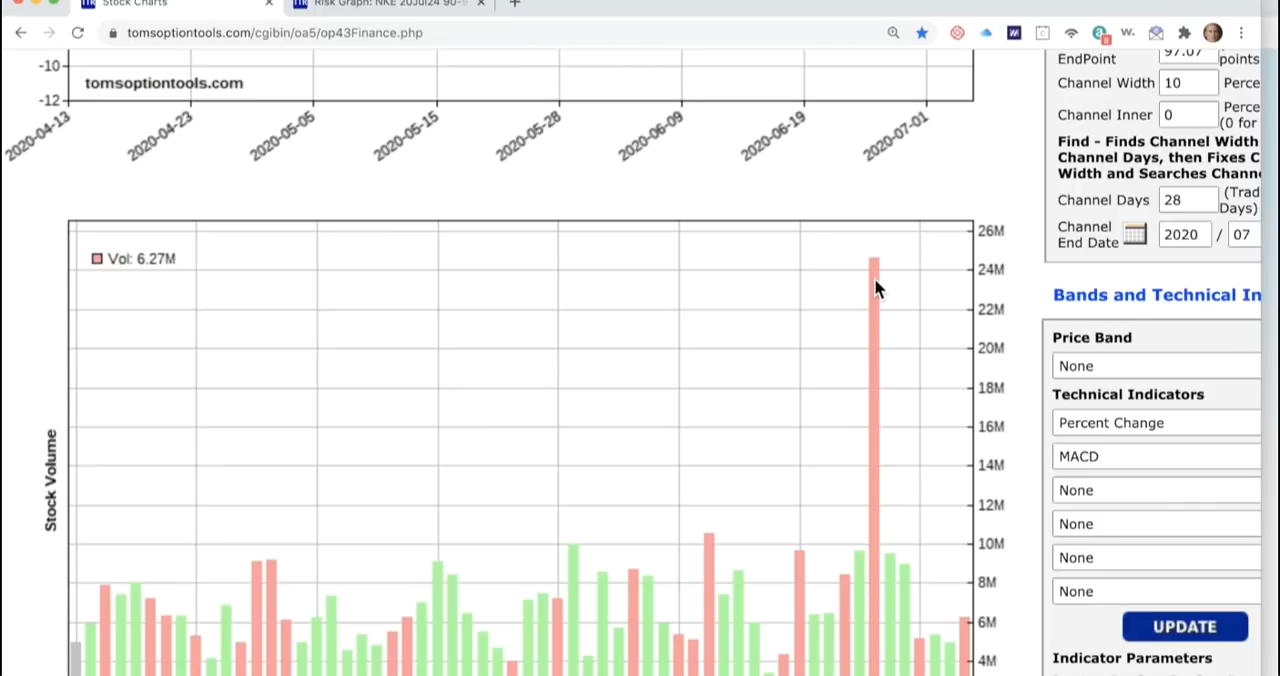 Stock Charts
Risk Graph: NKE 20Jul24 90-
tomsoptiontools.com/cgibin/oa5/op43Finance.php
-10
-12
tomsoptiontools.com
2020-04-13
2020-04-23
2020-05-05
2020-05-15
2020-05-28
2020-06-09
2020-06-19
2020-07-01
Vol: 6.27M
Stock Volume
26M
24M
22M
20M
18M
16M
14M
12M
10M
8M
6M
4M
EndPoint 97.07 points
Channel Width 10 Perce
Channel Inner 0 Perce
(0 for
Find - Finds Channel Width
Channel Days, then Fixes C
Width and Searches Chann
Channel Days 28 (Trad
Days)
Channel
End Date 2020 / 07
Bands and Technical In
Price Band
None
Technical Indicators
Percent Change
MACD
None
None
None
None
UPDATE
Indicator Parameters